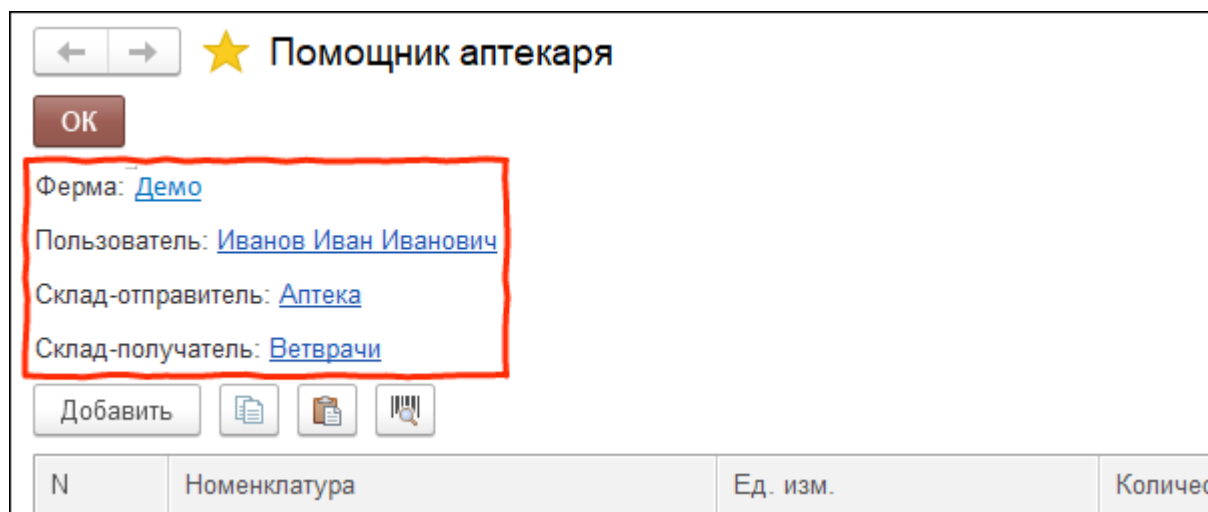 Помощник аптекаря
ОК
Ферма: Демо
Пользователь: Иванов Иван Иванович
Склад-отправитель: Аптека
Склад-получатель: Ветврачи
Добавить
N Номенклатура Ед. изм. Количес